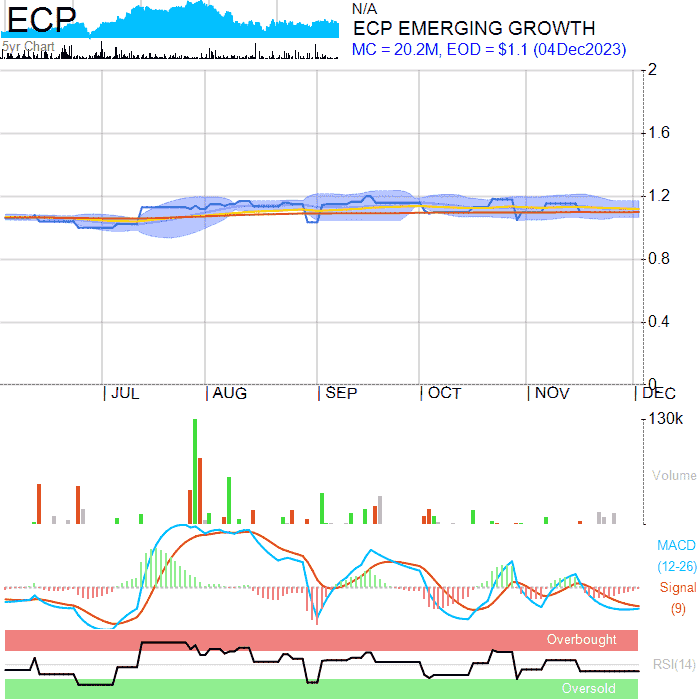 ECP
5yr Chart
N/A
ECP EMERGING GROWTH
MC = 20.2M, EOD = $1.1 (04Dec2023)
2
1.6
1.2
0.8
0.4
0
JUL
AUG
SEP
OCT
NOV
DEC
130k
Volume
MACD
(12-26)
Signal
(9)
Overbought
RSI(14)
Oversold